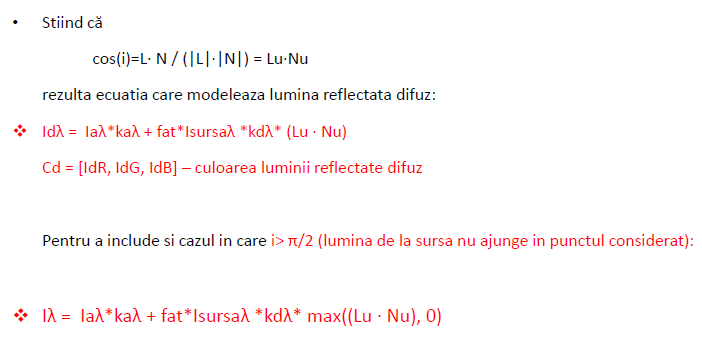 • Stiind că
cos(i)=L· N / (|L|·|N|) = Lu·Nu
rezulta ecuatia care modeleaza lumina reflectata difuz:
❖ Idλ = Iaλ*kaλ + fat*Isursaλ *kdλ* (Lu · Nu)
Cd = [IdR, IdG, IdB] – culoarea luminii reflectate difuz
Pentru a include si cazul in care i> π/2 (lumina de la sursa nu ajunge in punctul considerat):
❖ Iλ = Iaλ*kaλ + fat*Isursaλ *kdλ* max((Lu · Nu), 0)